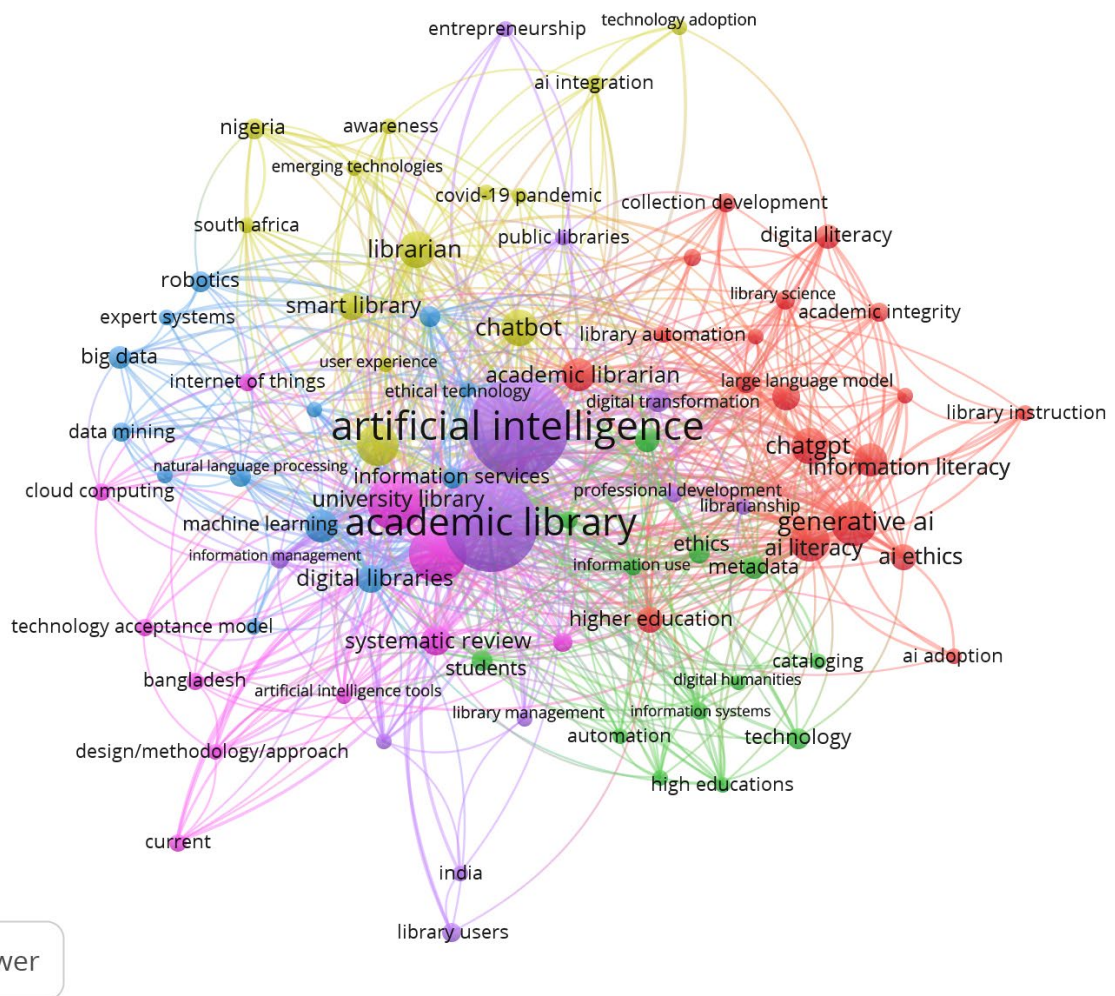 technology adoption
entrepreneurship
ai integration
nigeria
awareness
emerging technologies
covid-19 pandemic
collection development
south africa
librarian
public libraries
digital literacy
robotics
library science
smart library
academic integrity
expert systems
chatbot
library automation
big data
user experience
internet of things
academic librarian
large language model
ethical technology
digital transformation
library instruction
artificial intelligence
data mining
chatgpt
natural language processing
information literacy
information services
cloud computing
professional development
university library
librarianship
machine learning
academic library
generative ai
ethics
ai literacy
information management
ai ethics
information use
metadata
digital libraries
higher education
technology acceptance model
systematic review
ai adoption
students
cataloging
bangladesh
digital humanities
artificial intelligence tools
library management
information systems
automation
technology
design/methodology/approach
high educations
current
india
library users
wer